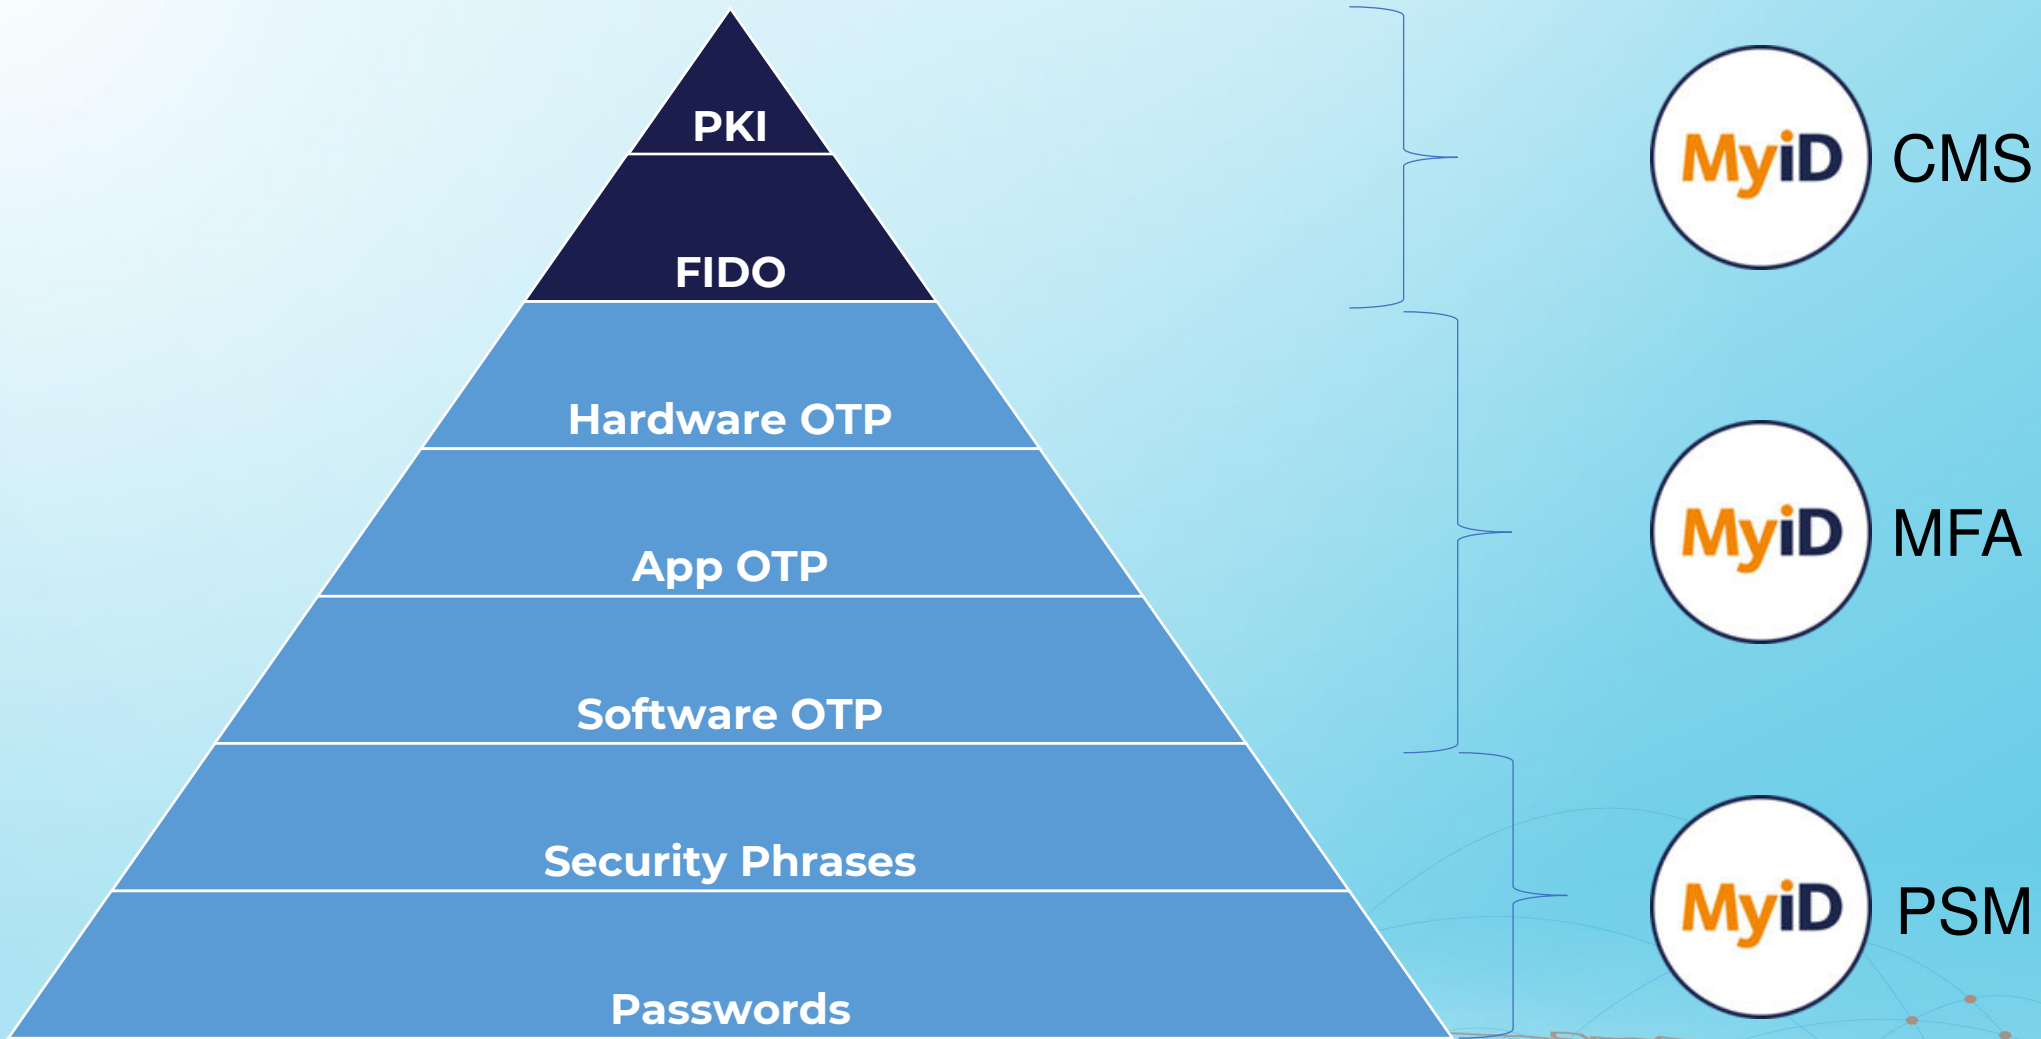 PKI
FIDO
Hardware OTP
App OTP
Software OTP
Security Phrases
Passwords
MyiD CMS
MyiD MFA
MyiD PSM